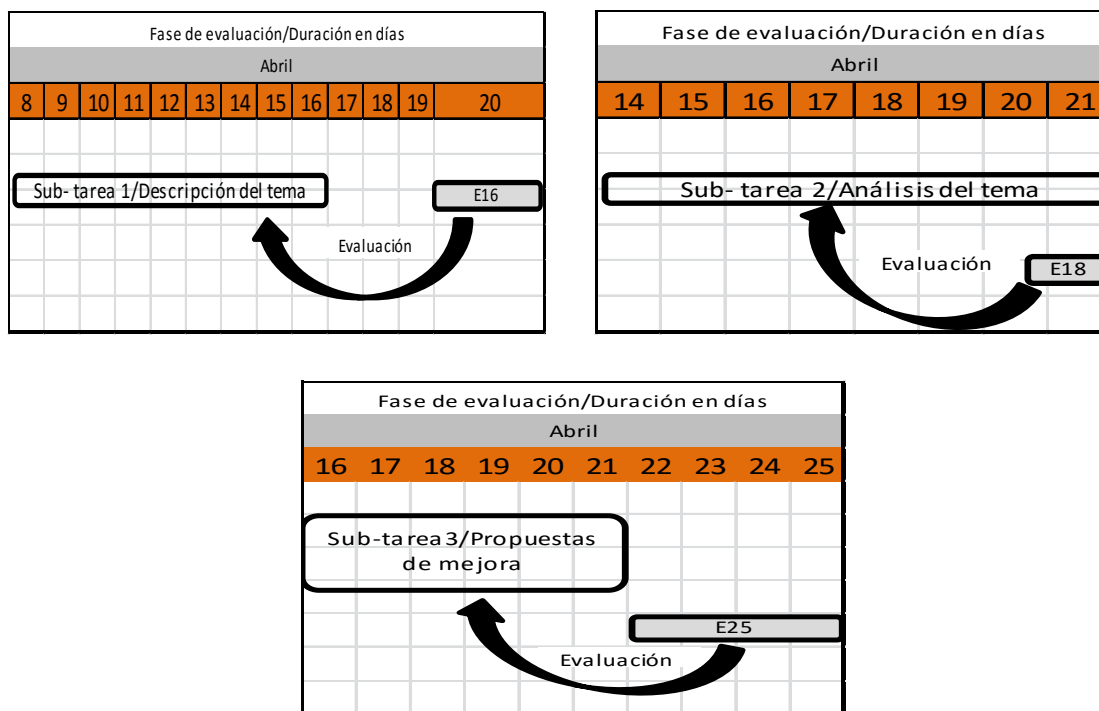 Fase de evaluación/Duración en días
Abril
8 9 10 11 12 13 14 15 16 17 18 19 20
Sub- tarea 1/Descripción del tema
E16
Evaluación
Fase de evaluación/Duración en días
Abril
14 15 16 17 18 19 20 21
Sub- tarea 2/Análisis del tema
Evaluación
E18
Fase de evaluación/Duración en días
Abril
16 17 18 19 20 21 22 23 24 25
Sub-tarea3/Propuestas
de mejora
E25
Evaluación